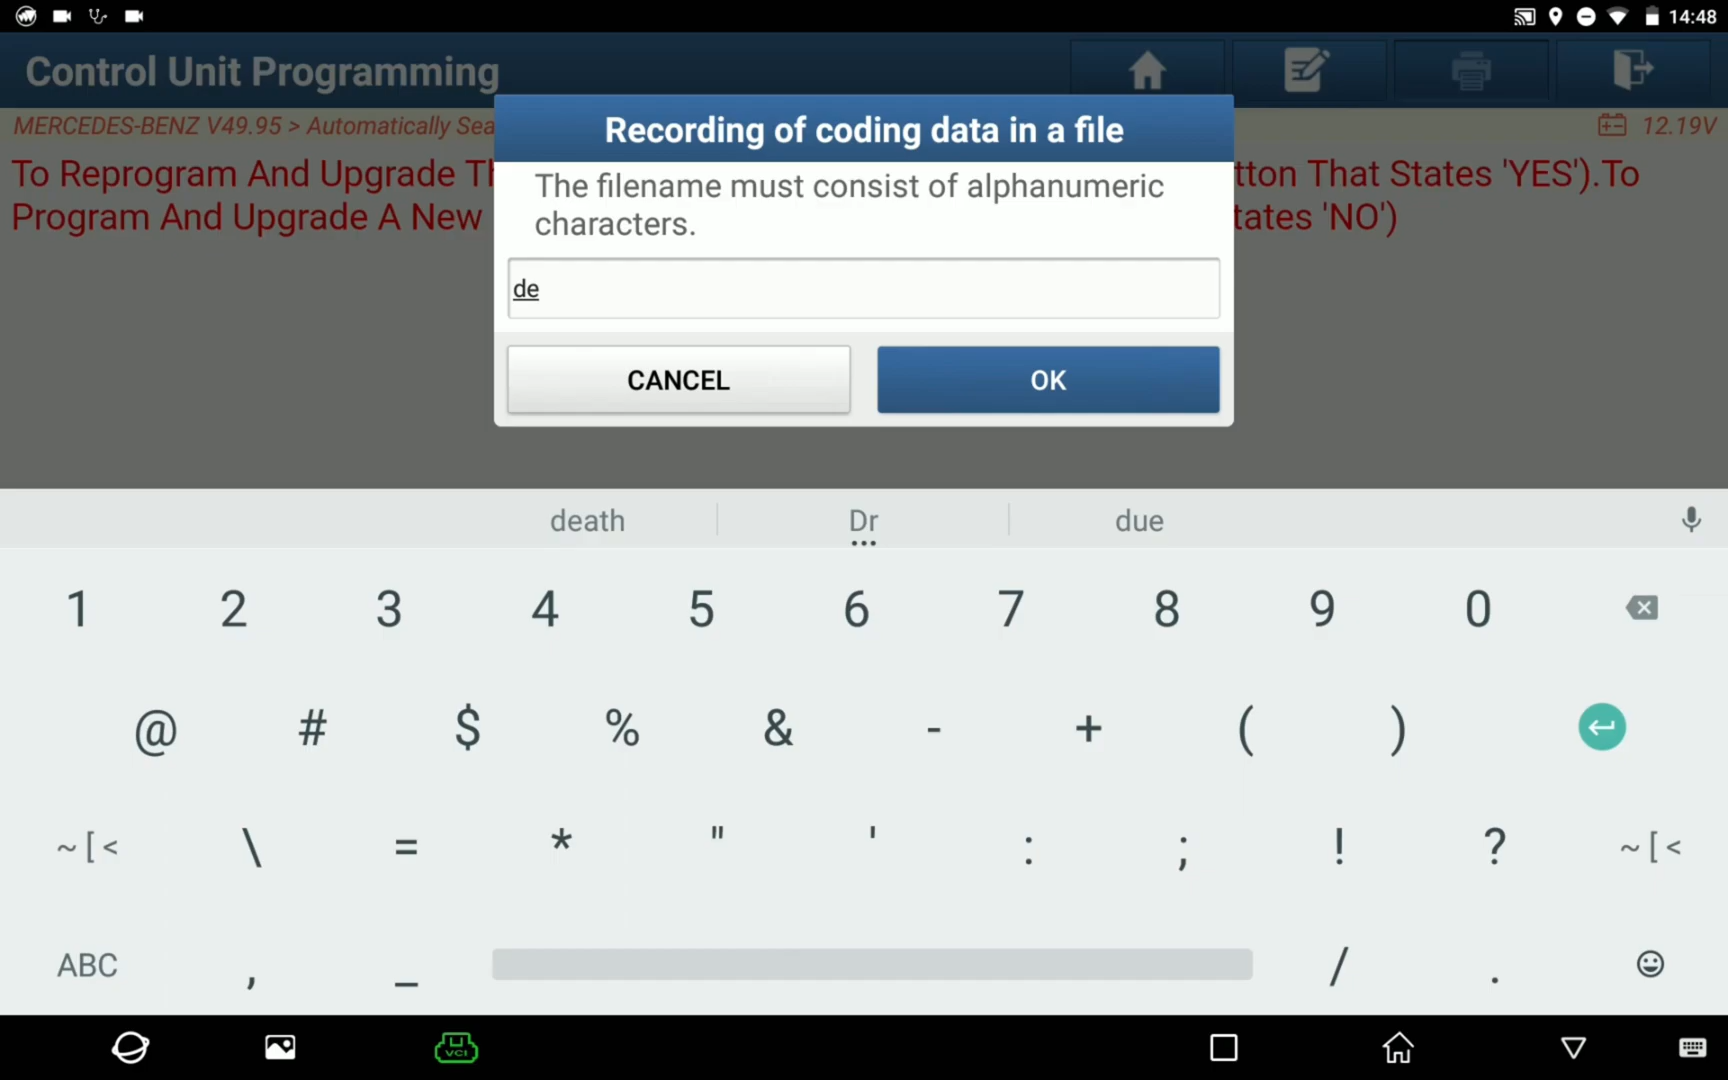 14:48
Control Unit Programming
MERCEDES-BENZ V49.95 > Automatically Sea
12.19V
Recording of coding data in a file
To Reprogram And Upgrade Th
tton That States 'YES').To
Program And Upgrade A New
tates 'NO')
The filename must consist of alphanumeric
characters.
de
CANCEL OK
death Dr due
...
1 2 3 4 5 6 7 8 9 0
@ # $ % & - + ( )
~ [ < \ = * " ' : ; ! ? ~ [ <
ABC , _ / .
VCI